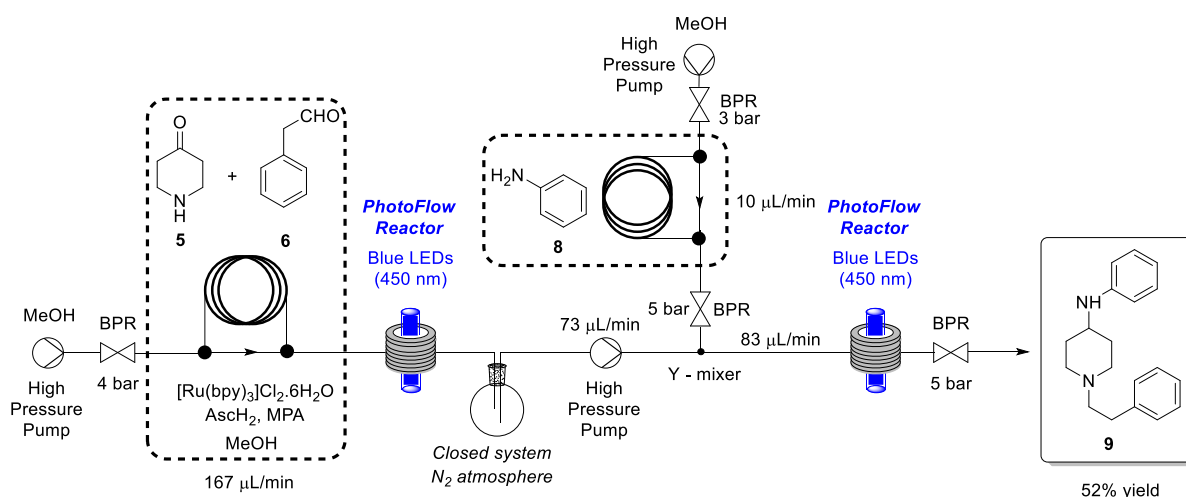 MeOH
High
Pressure
Pump
BPR
3 bar
O
CHO
+
N
H
5
6
H2N
8
10 µL/min
PhotoFlow
Reactor
Blue LEDs
(450 nm)
PhotoFlow
Reactor
Blue LEDs
(450 nm)
MeOH
BPR
High
Pressure
Pump
4 bar
[Ru(bpy)3]Cl2.6H2O
AscH2, MPA
MeOH
167 µL/min
Closed system
N2 atmosphere
73 µL/min
High
Pressure
Pump
5 bar
BPR
Y - mixer
83 µL/min
BPR
5 bar
NH
N
9
52% yield